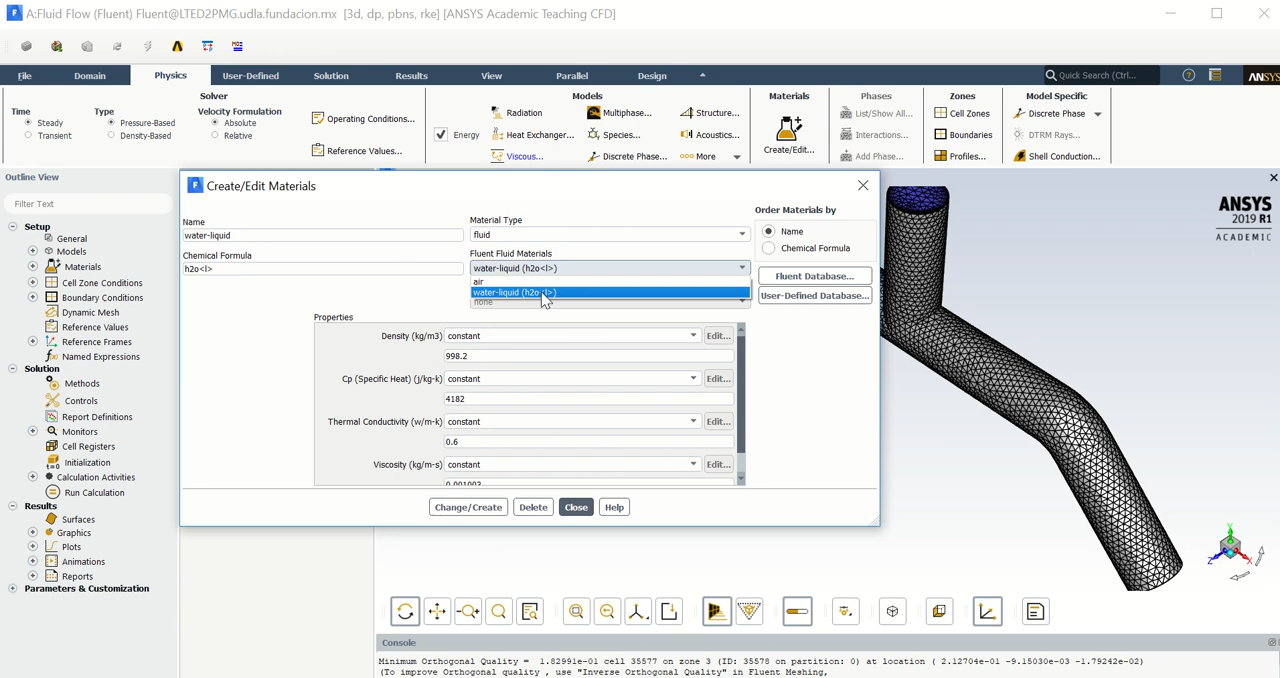 A:Fluid Flow (Fluent) Fluent@LTED2PMG.udla.fundacion.mx [3d, dp, pbns, rke] [ANSYS Academic Teaching CFD]
File Domain Physics User-Defined Solution Results View Parallel Design Quick Search (Ctrl... ANSYS
Solver Models Materials Phases Zones Model Specific
Time Type Velocity Formulation
Steady Pressure-Based Absolute
Transient Density-Based Relative
Operating Conditions...
Reference Values...
Energy
Radiation Multiphase... Structure...
Heat Exchanger... Species... Acoustics...
Viscous... Discrete Phase... More
Create/Edit...
List/Show All...
Interactions...
Add Phase...
Cell Zones
Boundaries
Profiles...
Discrete Phase
DTRM Rays...
Shell Conduction...
Outline View
Filter Text
Setup
General
Models
Materials
Cell Zone Conditions
Boundary Conditions
Dynamic Mesh
Reference Values
Reference Frames
Named Expressions
Solution
Methods
Controls
Report Definitions
Monitors
Cell Registers
Initialization
Calculation Activities
Run Calculation
Results
Surfaces
Graphics
Plots
Animations
Reports
Parameters & Customization
Create/Edit Materials
Name
water-liquid
Chemical Formula
h2o<l>
Material Type
fluid
Fluent Fluid Materials
water-liquid (h2o<l>)
air
water-liquid (h2o<l>)
none
Order Materials by
Name
Chemical Formula
Fluent Database...
User-Defined Database...
Properties
Density (kg/m3) constant Edit...
998.2
Cp (Specific Heat) (j/kg-k) constant Edit...
4182
Thermal Conductivity (w/m-k) constant Edit...
0.6
Viscosity (kg/m-s) constant Edit...
0.001003
Change/Create Delete Close Help
ANSYS
2019 R1
ACADEMIC
Y
Z
X
Console
Minimum Orthogonal Quality = 1.82991e-01 cell 35577 on zone 3 (ID: 35578 on partition: 0) at location ( 2.12704e-01 -9.15030e-03 -1.79242e-02)
(To improve Orthogonal quality , use "Inverse Orthogonal Quality" in Fluent Meshing,